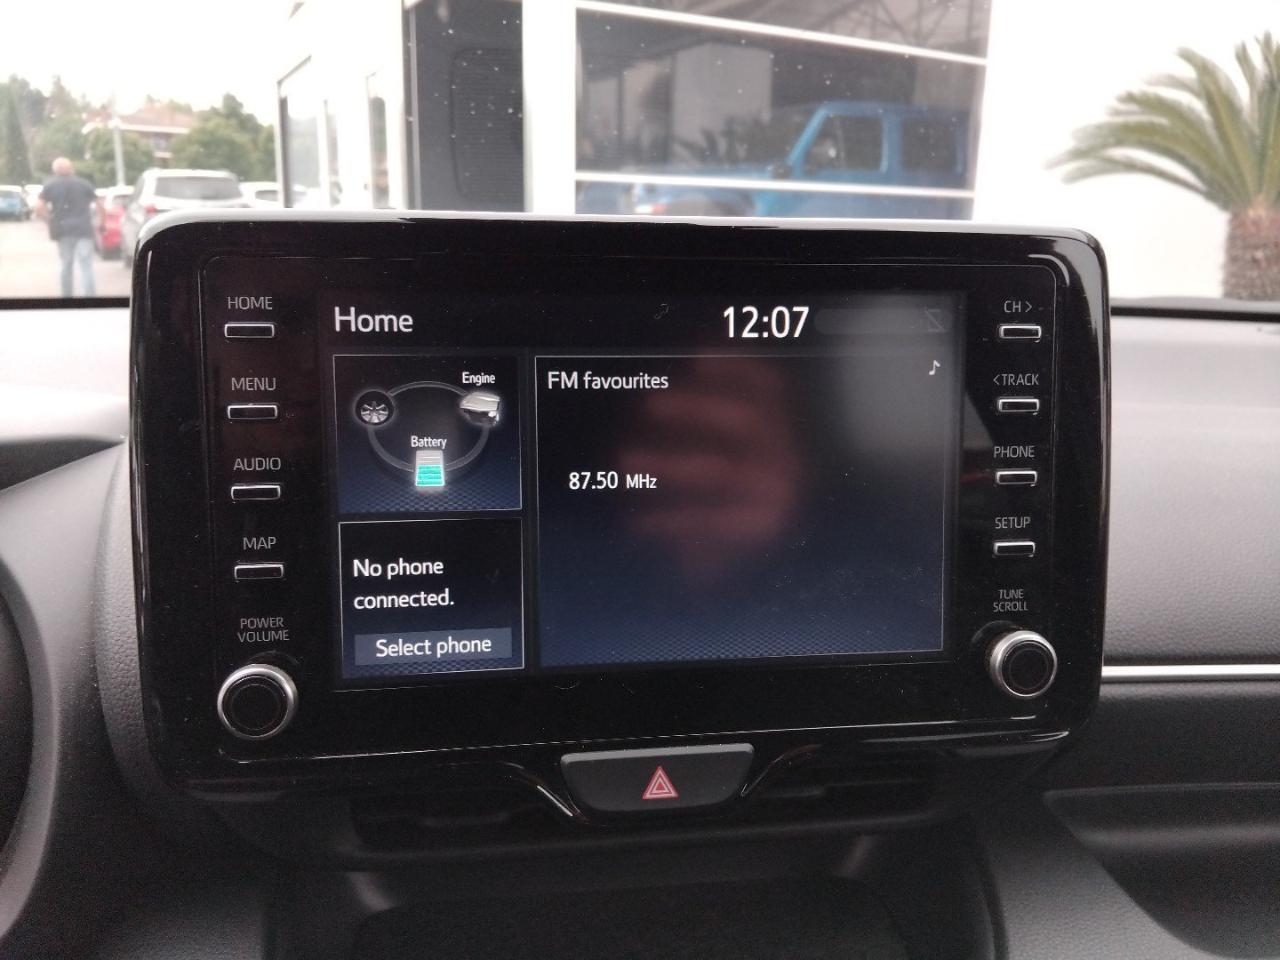 HOME
MENU
AUDIO
MAP
POWER
VOLUME
Home
12:07
Engine
Battery
No phone
connected.
Select phone
FM favourites
87.50 MHz
CH >
< TRACK
PHONE
SETUP
TUNE
SCROLL